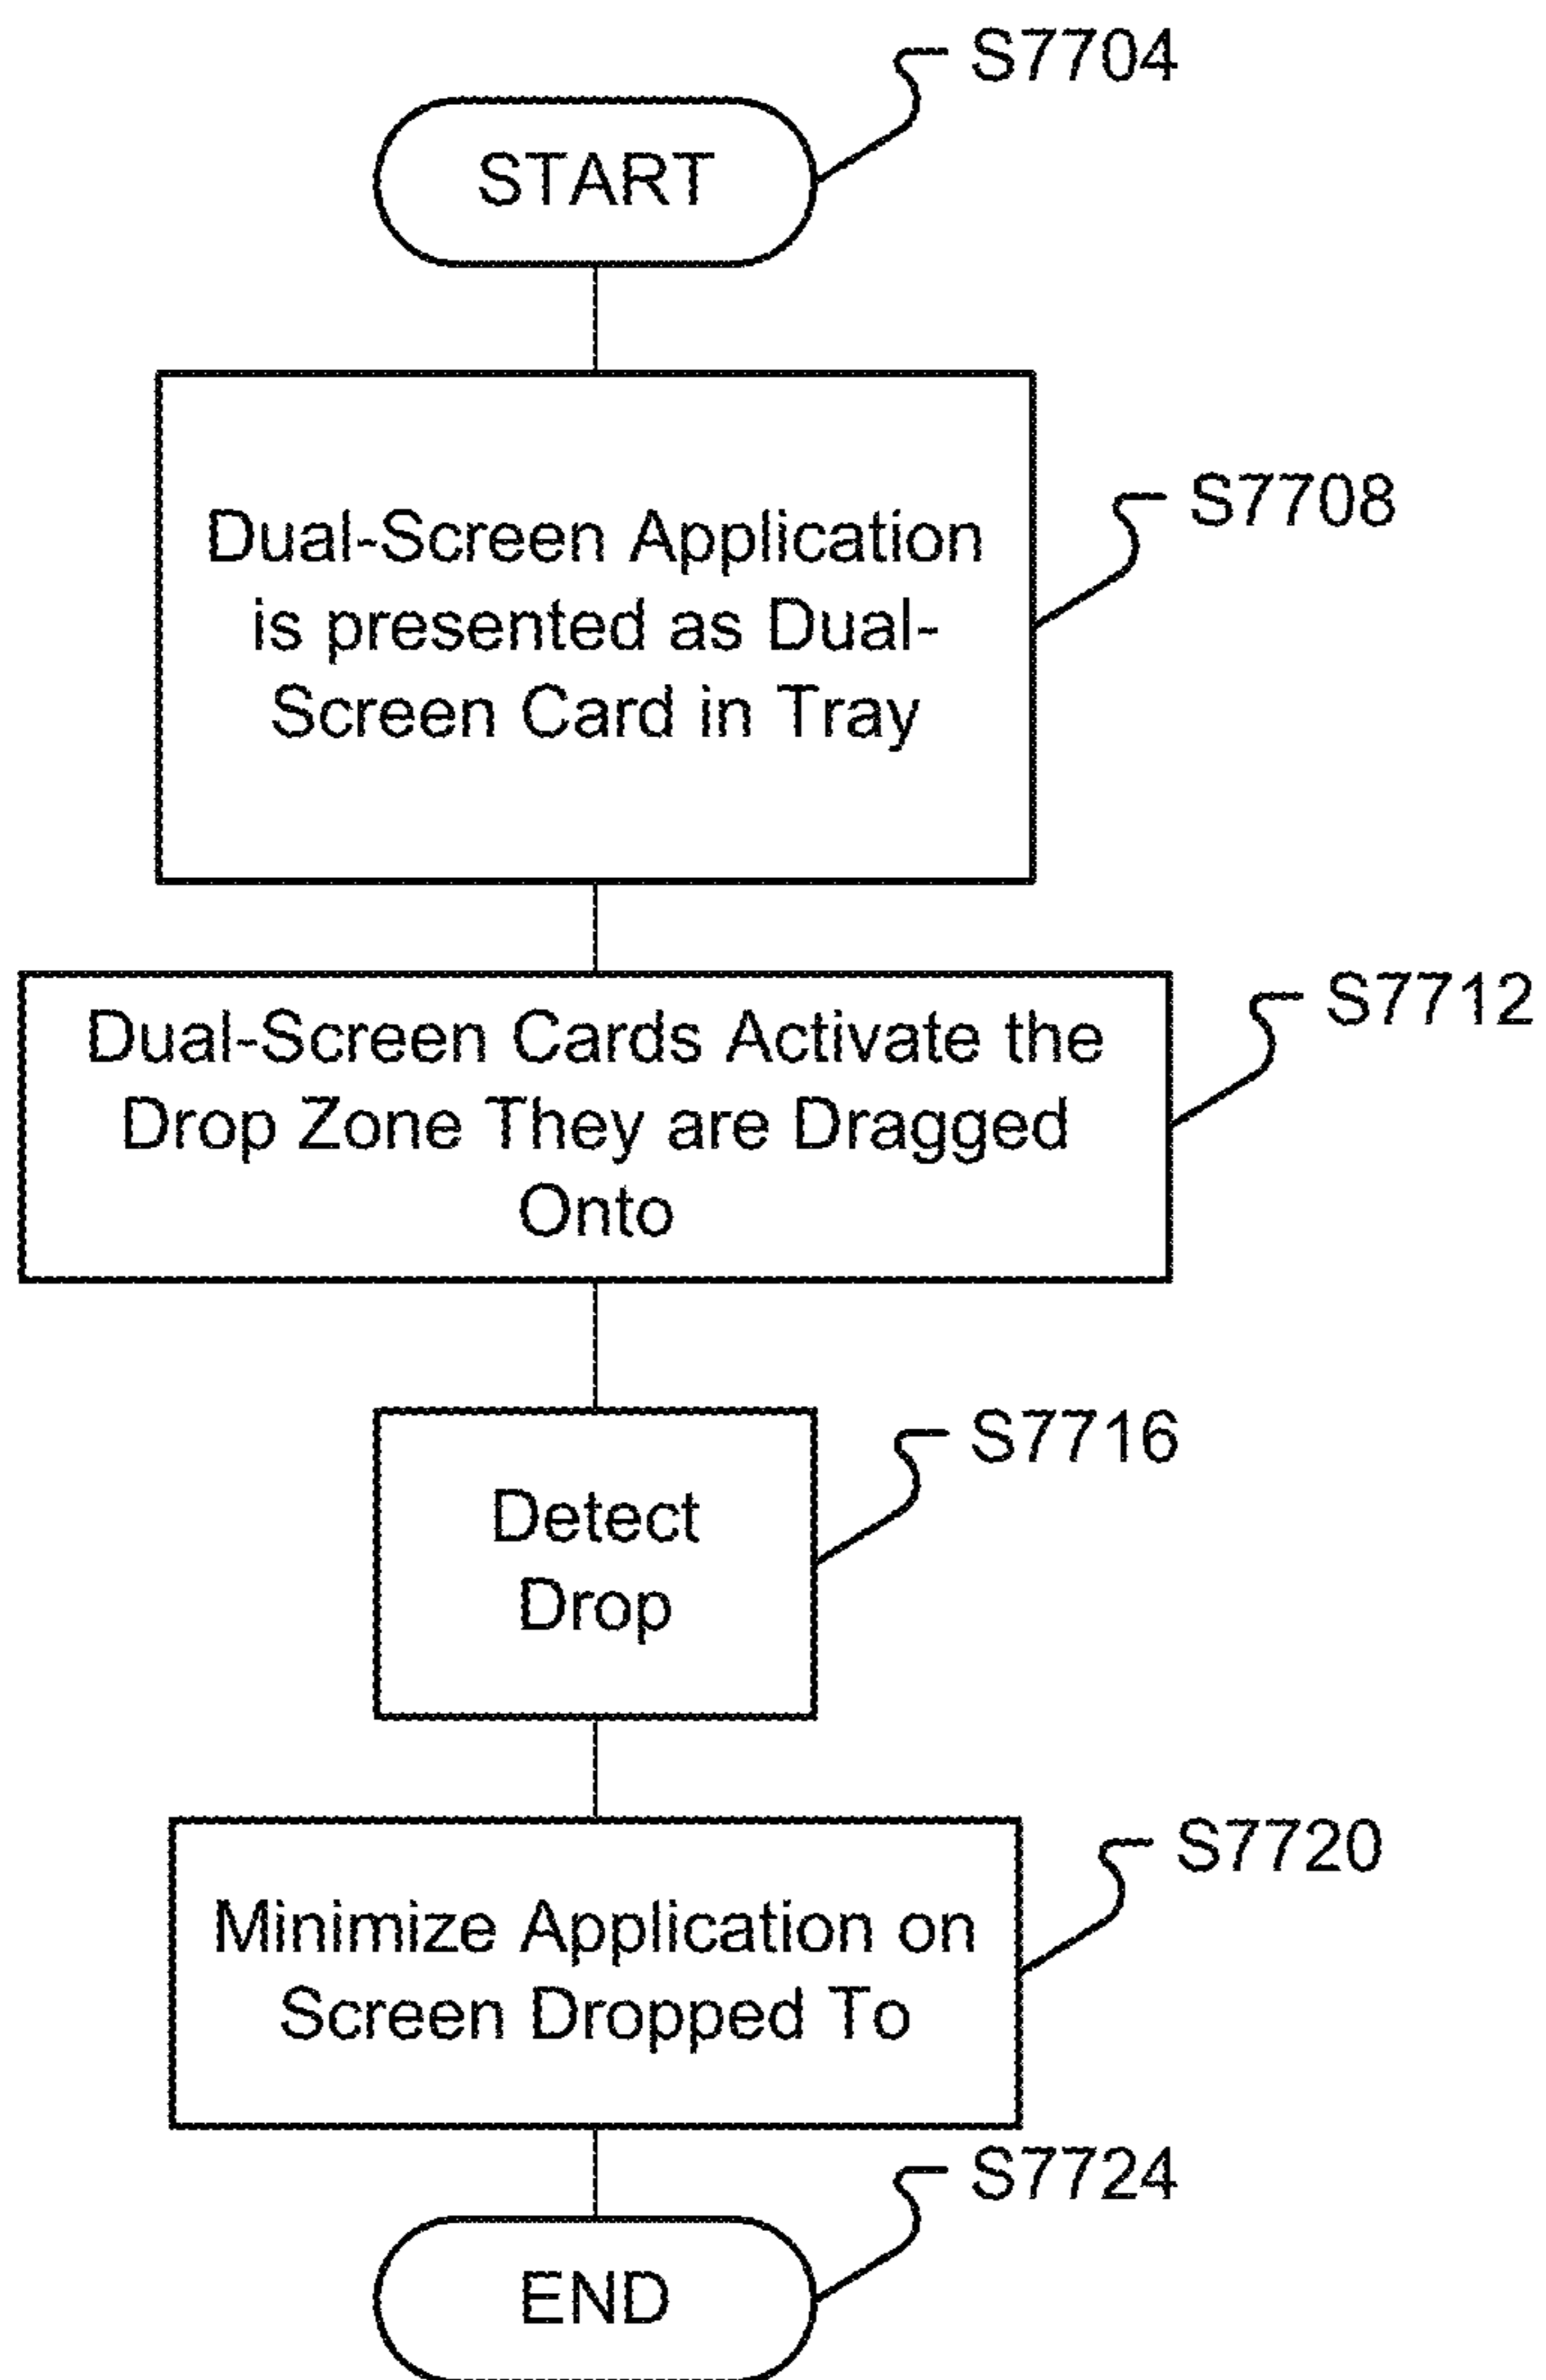 S7704
START
S7708
Dual-Screen Application
is presented as Dual-
Screen Card in Tray
S7712
Dual-Screen Cards Activate the
Drop Zone They are Dragged
Onto
S7716
Detect
Drop
S7720
Minimize Application on
Screen Dropped To
S7724
END